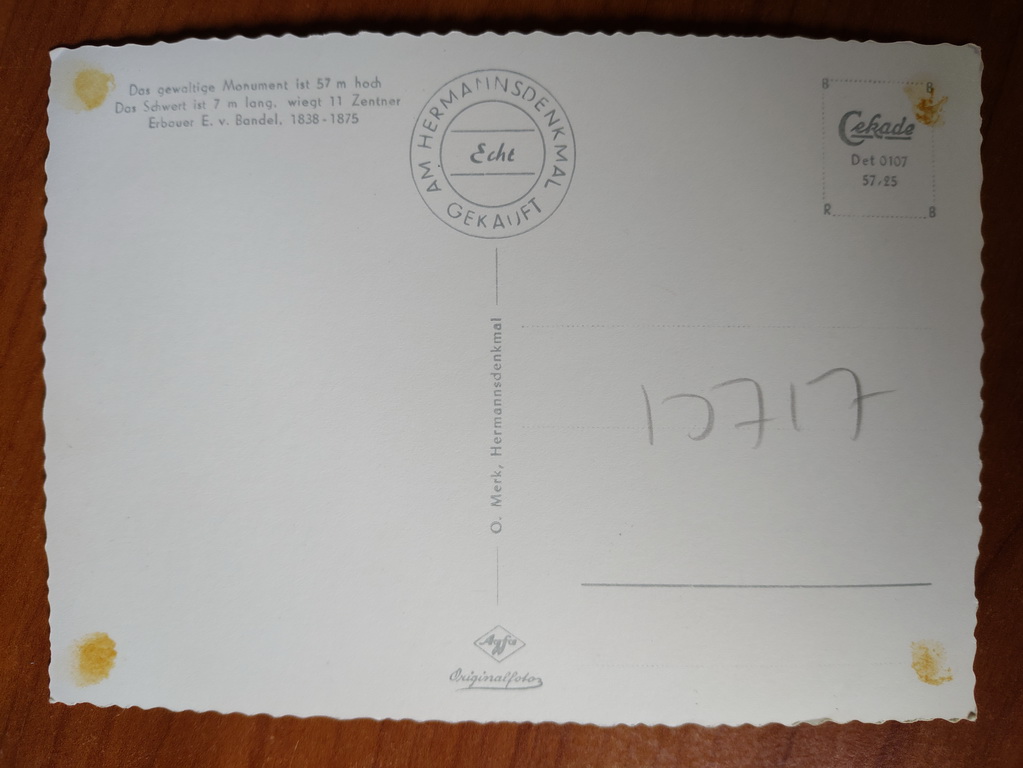 Das gewaltige Monument ist 57 m hoch
Das Schwert ist 7 m lang, wiegt 11 Zentner
Erbauer E. v. Bandel, 1838-1875
AM HERMANNSDENKMAL
GEKAUFT
Echt
Cekade
Det 0107
57/25
O. Merk, Hermannsdenkmal
Agfa
Originalfoto